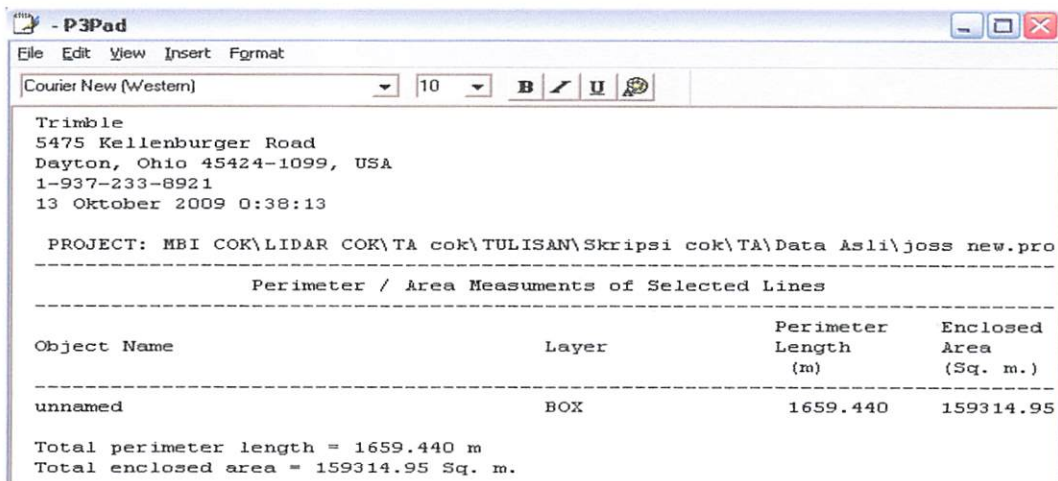 - P3Pad
File Edit View Insert Format
Courier New (Western) 10 B I U
Trimble
5475 Kellenburger Road
Dayton, Ohio 45424-1099, USA
1-937-233-8921
13 Oktober 2009 0:38:13
PROJECT: MBI COK\LIDAR COK\TA cok\TULISAN\Skripsi cok\TA\Data Asli\joss new.pro
Perimeter / Area Measuments of Selected Lines
Perimeter Enclosed
Object Name Layer Length Area
(m) (Sq. m.)
unnamed BOX 1659.440 159314.95
Total perimeter length = 1659.440 m
Total enclosed area = 159314.95 Sq. m.